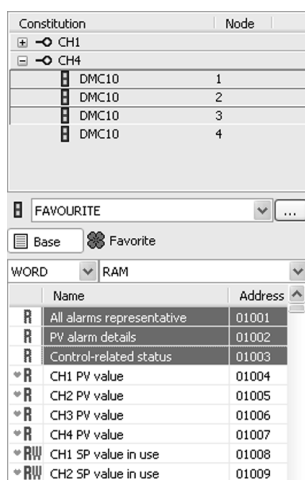 Constitution Node
CH1
CH4
DMC10 1
DMC10 2
DMC10 3
DMC10 4
FAVOURITE ...
Base Favorite
WORD RAM
Name Address
R All alarms representative 01001
R PV alarm details 01002
R Control-related status 01003
R CH1 PV value 01004
R CH2 PV value 01005
R CH3 PV value 01006
R CH4 PV value 01007
RW CH1 SP value in use 01008
RW CH2 SP value in use 01009